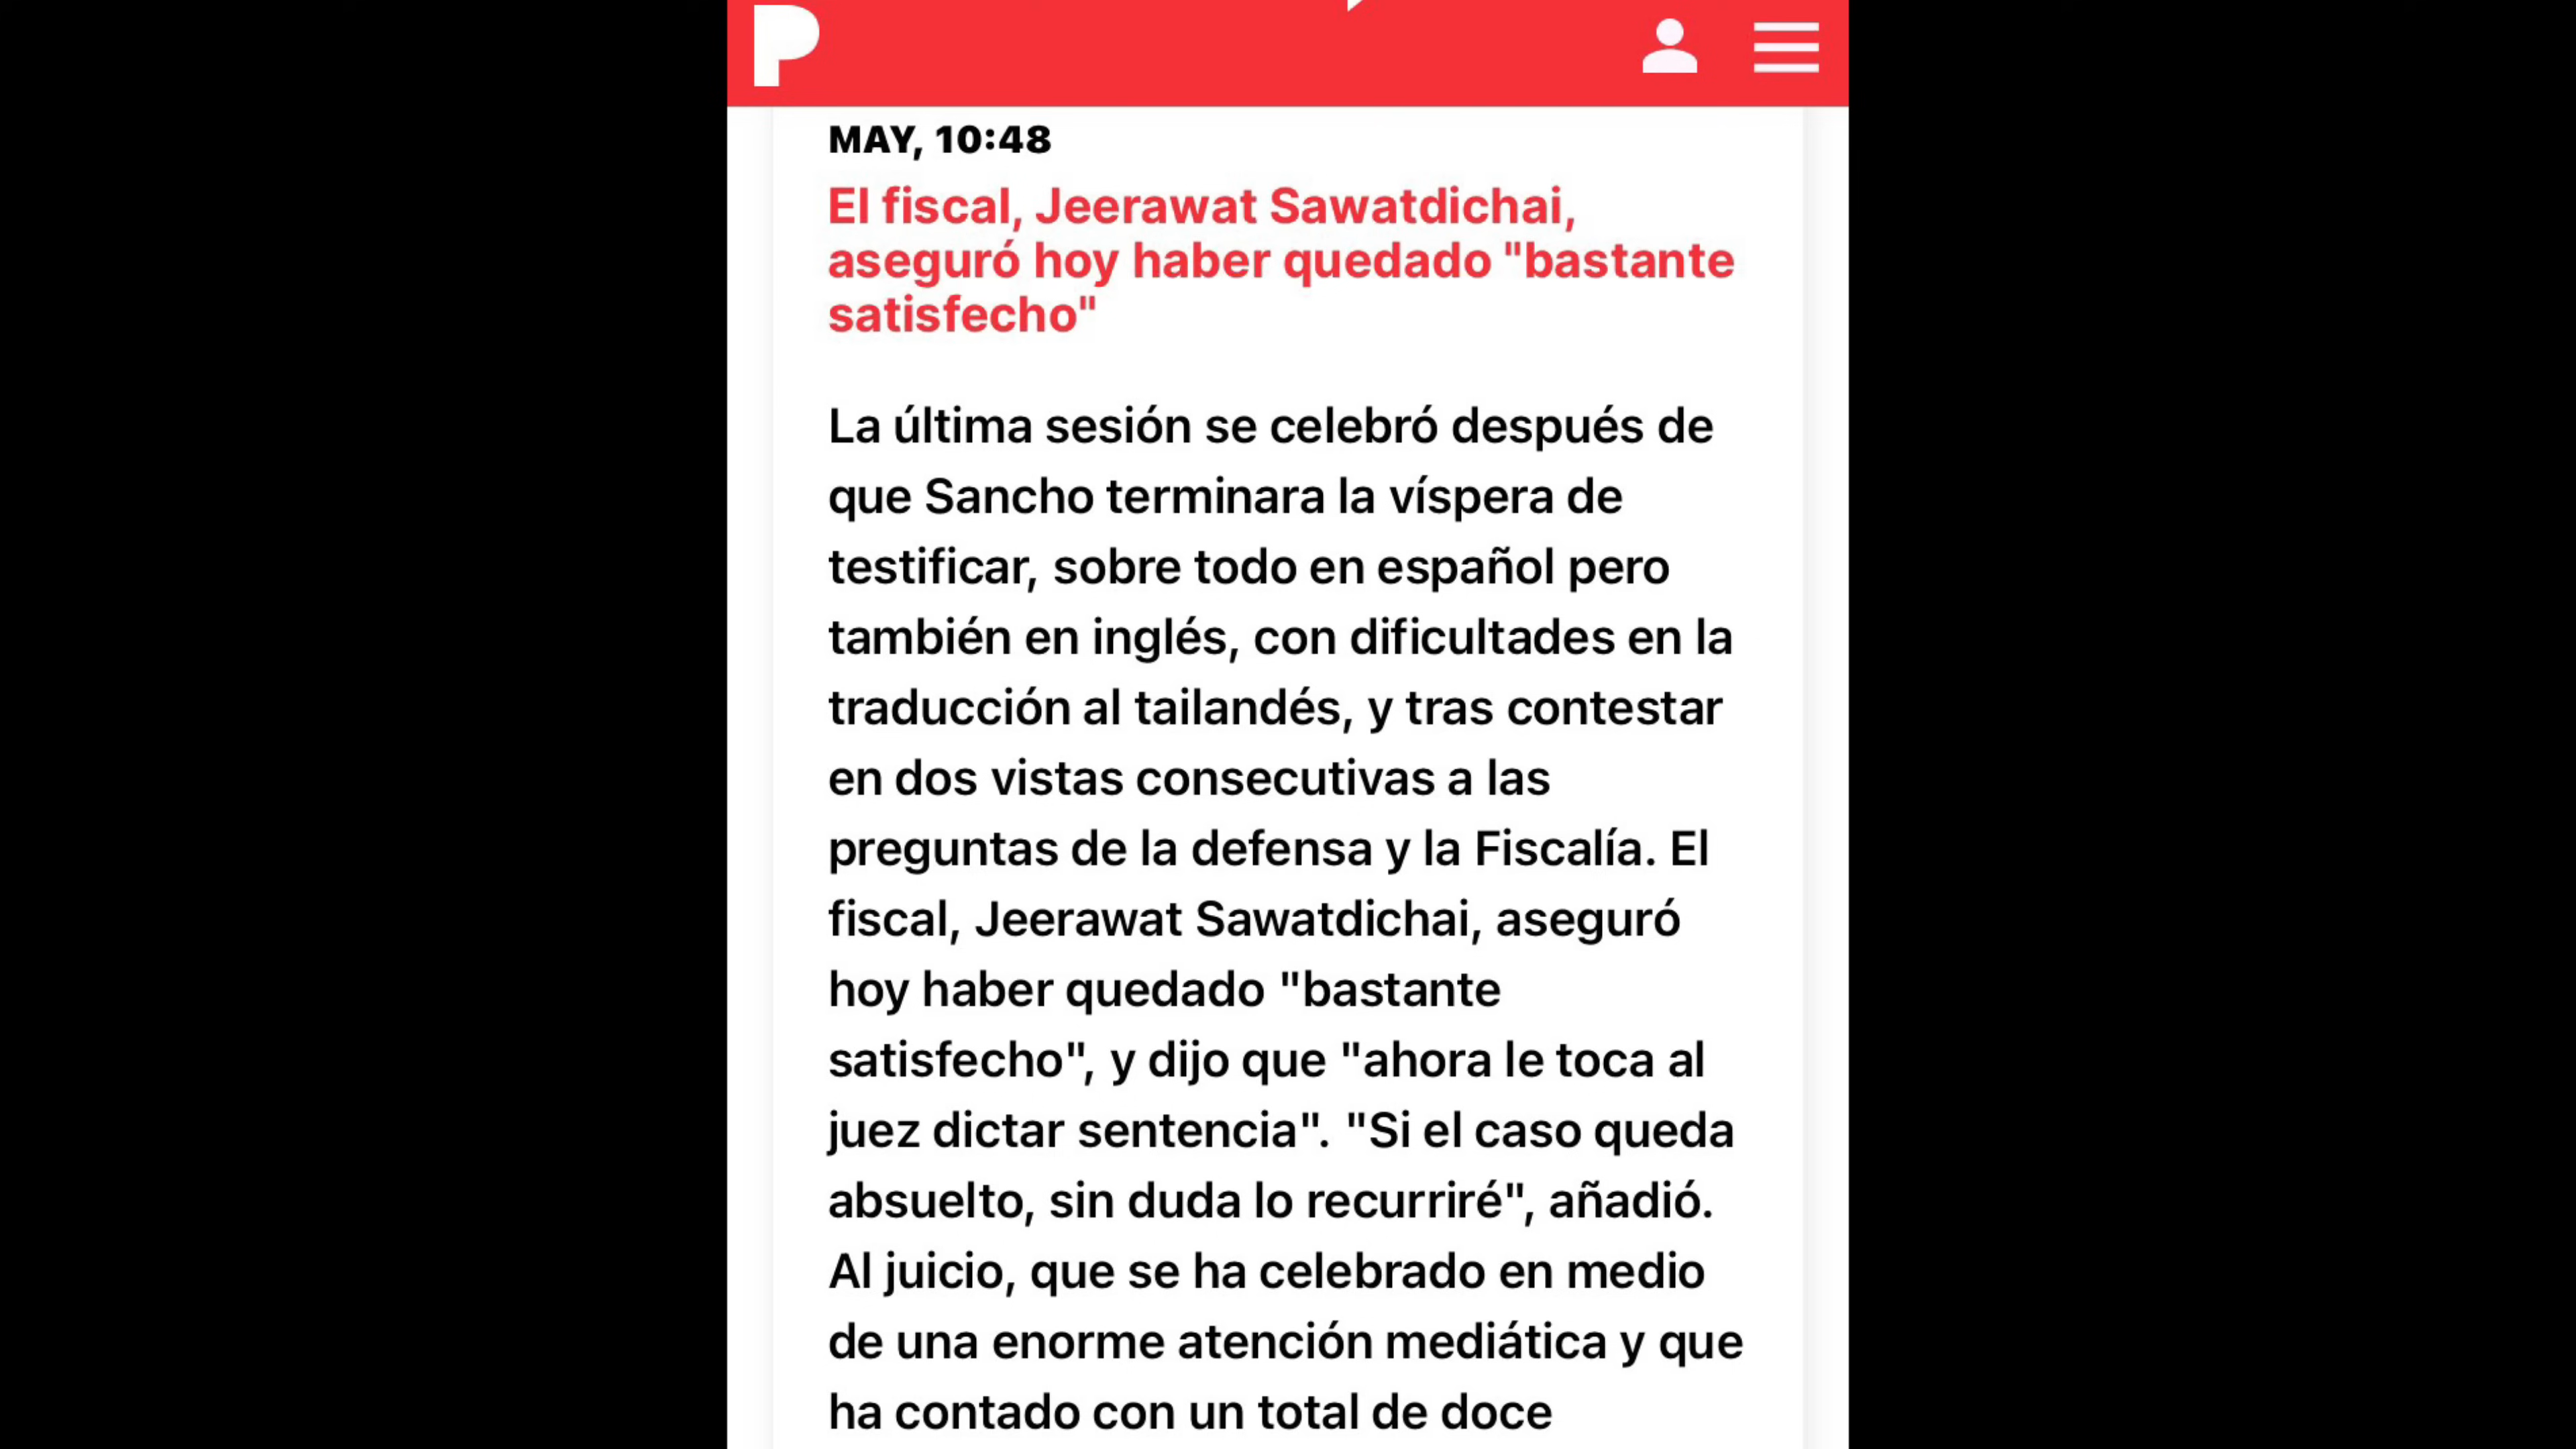 P
MAY, 10:48
El fiscal, Jeerawat Sawatdichai,
aseguró hoy haber quedado "bastante
satisfecho"
La última sesión se celebró después de
que Sancho terminara la víspera de
testificar, sobre todo en español pero
también en inglés, con dificultades en la
traducción al tailandés, y tras contestar
en dos vistas consecutivas a las
preguntas de la defensa y la Fiscalía. El
fiscal, Jeerawat Sawatdichai, aseguró
hoy haber quedado "bastante
satisfecho", y dijo que "ahora le toca al
juez dictar sentencia". "Si el caso queda
absuelto, sin duda lo recurriré", añadió.
Al juicio, que se ha celebrado en medio
de una enorme atención mediática y que
ha contado con un total de doce